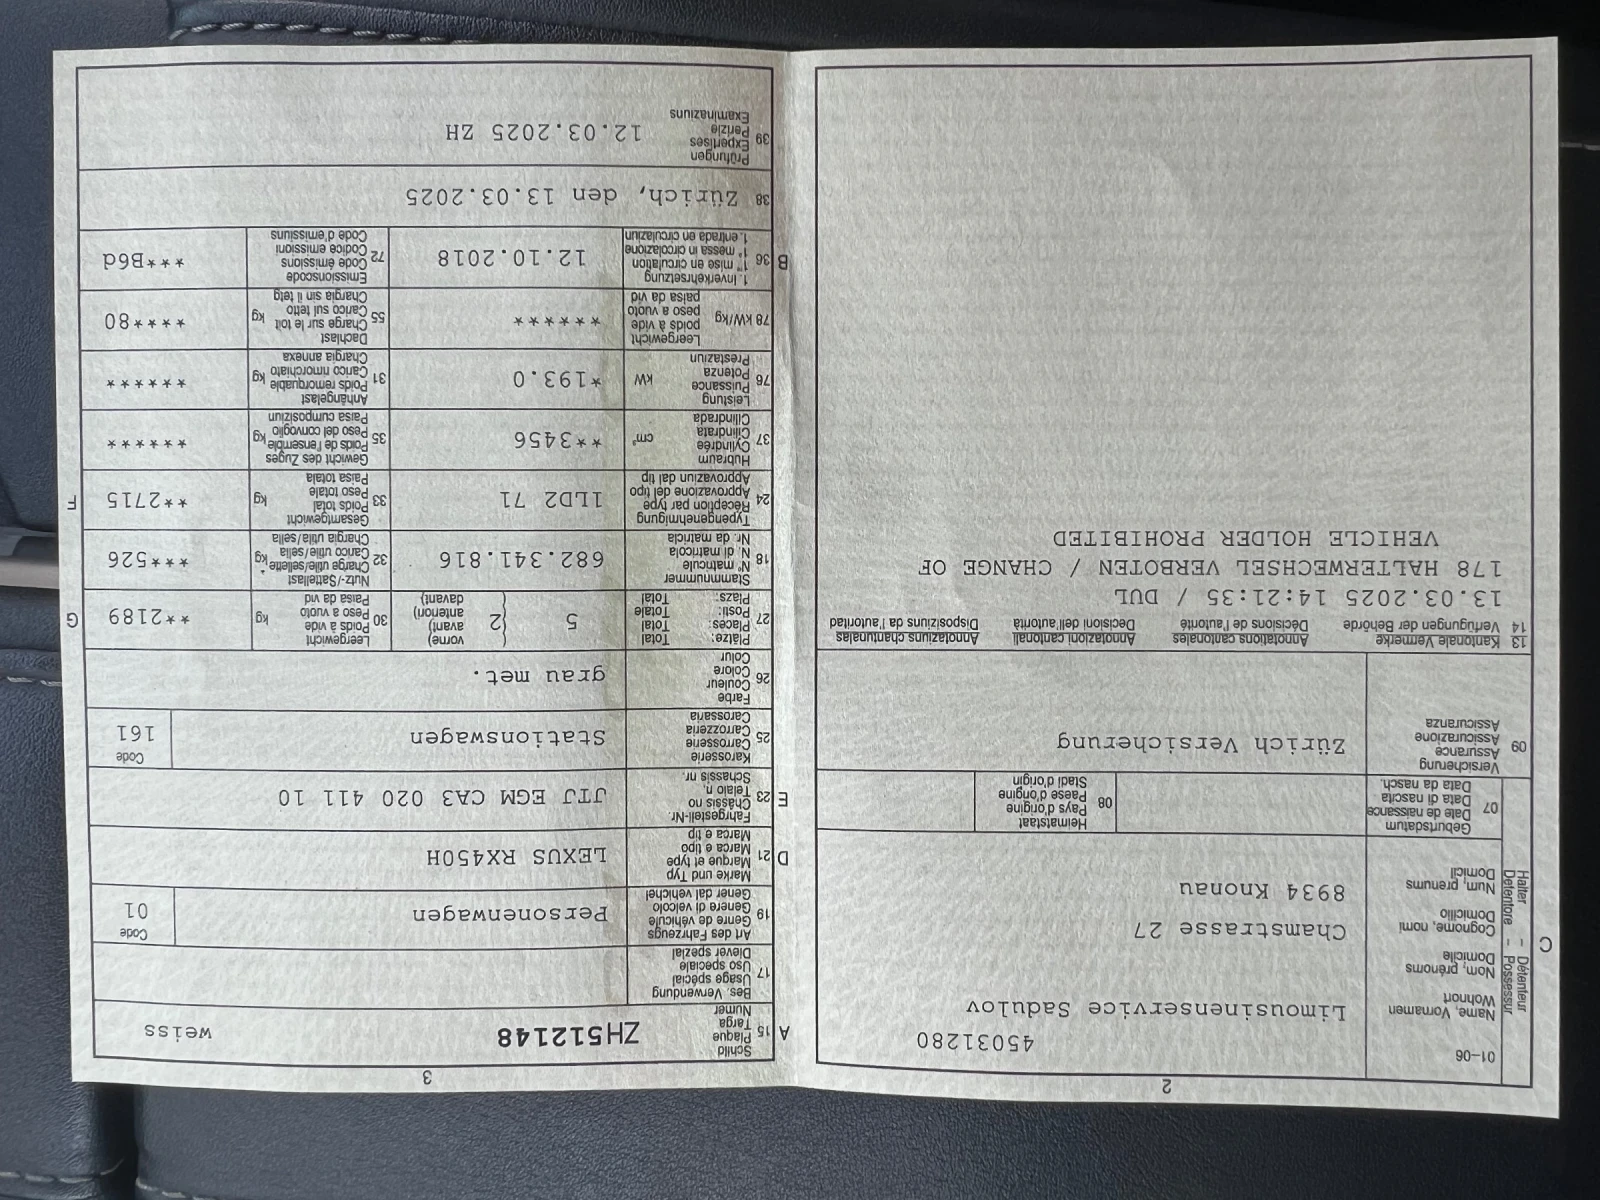 2
C
Halter – Détenteur
Detentore – Possessur
01–06
45031280
Name, Vornamen, Wohnort
Nom, prénoms Domicile
Cognome, nomi Domicilio
Num, prenums Domicil
Limousinenservice Sadulov
Chamstrasse 27
8934 Knonau
07 Geburtsdatum
Date de naissance
Data di nascita
Data da nasch.
08 Heimatstaat
Pays d'origine
Paese d'origine
Stadi d'origin
09 Versicherung
Assurance
Assicurazione
Assicuranza
Zürich Versicherung
13 Kantonale Vermerke Annotations cantonales Annotazioni cantonali Annotaziuns chantunalas
14 Verfügungen der Behörde Décisions de l'autorité Decisioni dell'autorità Disposiziuns da l'autoritad
13.03.2025 14:21:35 / DUL
178 HALTERWECHSEL VERBOTEN / CHANGE OF
VEHICLE HOLDER PROHIBITED
3
A 15 Schild
Plaque
Targa
Numer
ZH512148 weiss
17 Bes. Verwendung
Usage spécial
Uso speciale
Diever spezial
19 Art des Fahrzeugs
Genre de véhicule
Genere di veicolo
Gener dal vehichel
Personenwagen
Code
01
D 21 Marke und Typ
Marque et type
Marca e tipo
Marca e tip
LEXUS RX450H
E 23 Fahrgestell-Nr.
Châssis no
Telaio n.
Schassis nr.
JTJ EGM CA3 020 411 10
25 Karosserie
Carrosserie
Carrozzeria
Carossaria
Stationswagen
Code
161
26 Farbe
Couleur
Colore
Colur
grau met.
27 Plätze: Total
Places: Total
Posti: Totale
Plazs: Total
5
vorne)
avant)
anteriori)
davant)
2
G 30 Leergewicht
Poids à vide
Peso a vuoto
Paisa da vid
kg
**2189
18 Stammnummer
N° matricule
N. di matricola
Nr. da matricla
682.341.816
32 Nutz-/Sattellast
Charge utile/sellette
Carico utile/sella
Chargia utila/sella
kg
***526
24 Typengenehmigung
Réception par type
Approvazione del tipo
Approvaziun dal tip
1LD2 71
F 33 Gesamtgewicht
Poids total
Peso totale
Paisa totala
kg
**2715
37 Hubraum
Cylindrée
Cilindrata
Cilindrada
cm³
**3456
35 Gewicht des Zuges
Poids de l'ensemble
Peso del convoglio
Paisa cumposiziun
kg
******
76 Leistung
Puissance
Potenza
Prestaziun
kW
*193.0
31 Anhängelast
Poids remorquable
Carico rimorchiato
Chargia annexa
kg
******
78 kW/kg Leergewicht
poids à vide
peso a vuoto
paisa da vid
******
55 Dachlast
Charge sur le toit
Carico sul tetto
Chargia sin il tetg
kg
****80
B 36 1. Inverkehrsetzung
1re mise en circulation
1a messa in circolazione
1. entrada en circulaziun
12.10.2018
72 Emissionscode
Code émissions
Codice emissioni
Code d'emissiuns
***B6d
38 Zürich, den 13.03.2025
39 Prüfungen
Expertises
Perizie
Examinaziuns
12.03.2025 ZH